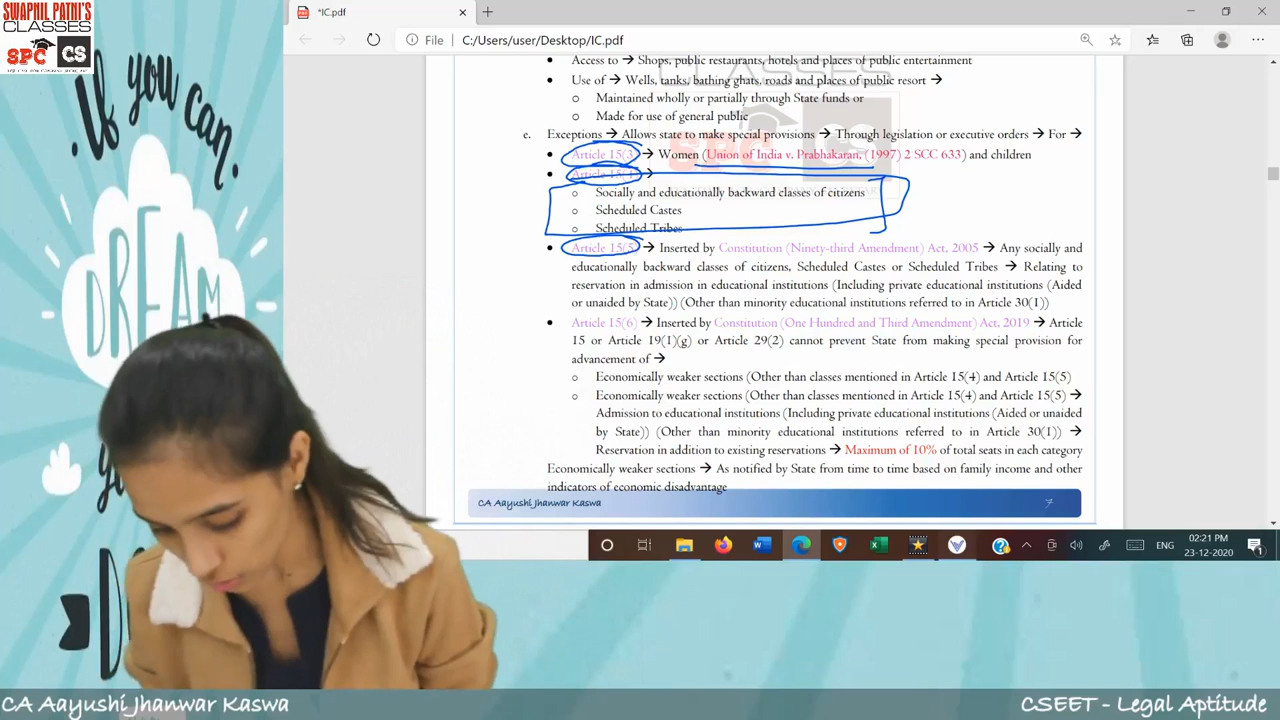 SWAPNIL PATNI'S
CLASSES
SPC CS
If you can
DREAM
*IC.pdf
File C:/Users/user/Desktop/IC.pdf
• Access to → Shops, public restaurants, hotels and places of public entertainment
• Use of → Wells, tanks, bathing ghats, roads and places of public resort →
o Maintained wholly or partially through State funds or
o Made for use of general public
e. Exceptions → Allows state to make special provisions → Through legislation or executive orders → For →
• Article 15(3) → Women (Union of India v. Prabhakaran, (1997) 2 SCC 633) and children
• Article 15(4) →
o Socially and educationally backward classes of citizens
o Scheduled Castes
o Scheduled Tribes
• Article 15(5) → Inserted by Constitution (Ninety-third Amendment) Act, 2005 → Any socially and
educationally backward classes of citizens, Scheduled Castes or Scheduled Tribes → Relating to
reservation in admission in educational institutions (Including private educational institutions (Aided
or unaided by State)) (Other than minority educational institutions referred to in Article 30(1))
• Article 15(6) → Inserted by Constitution (One Hundred and Third Amendment) Act, 2019 → Article
15 or Article 19(1)(g) or Article 29(2) cannot prevent State from making special provision for
advancement of →
o Economically weaker sections (Other than classes mentioned in Article 15(4) and Article 15(5)
o Economically weaker sections (Other than classes mentioned in Article 15(4) and Article 15(5) →
Admission to educational institutions (Including private educational institutions (Aided or unaided
by State)) (Other than minority educational institutions referred to in Article 30(1)) →
Reservation in addition to existing reservations → Maximum of 10% of total seats in each category
Economically weaker sections → As notified by State from time to time based on family income and other
indicators of economic disadvantage
CA Aayushi Jhanwar Kaswa 7
ENG 02:21 PM
23-12-2020
CA Aayushi Jhanwar Kaswa CSEET - Legal Aptitude